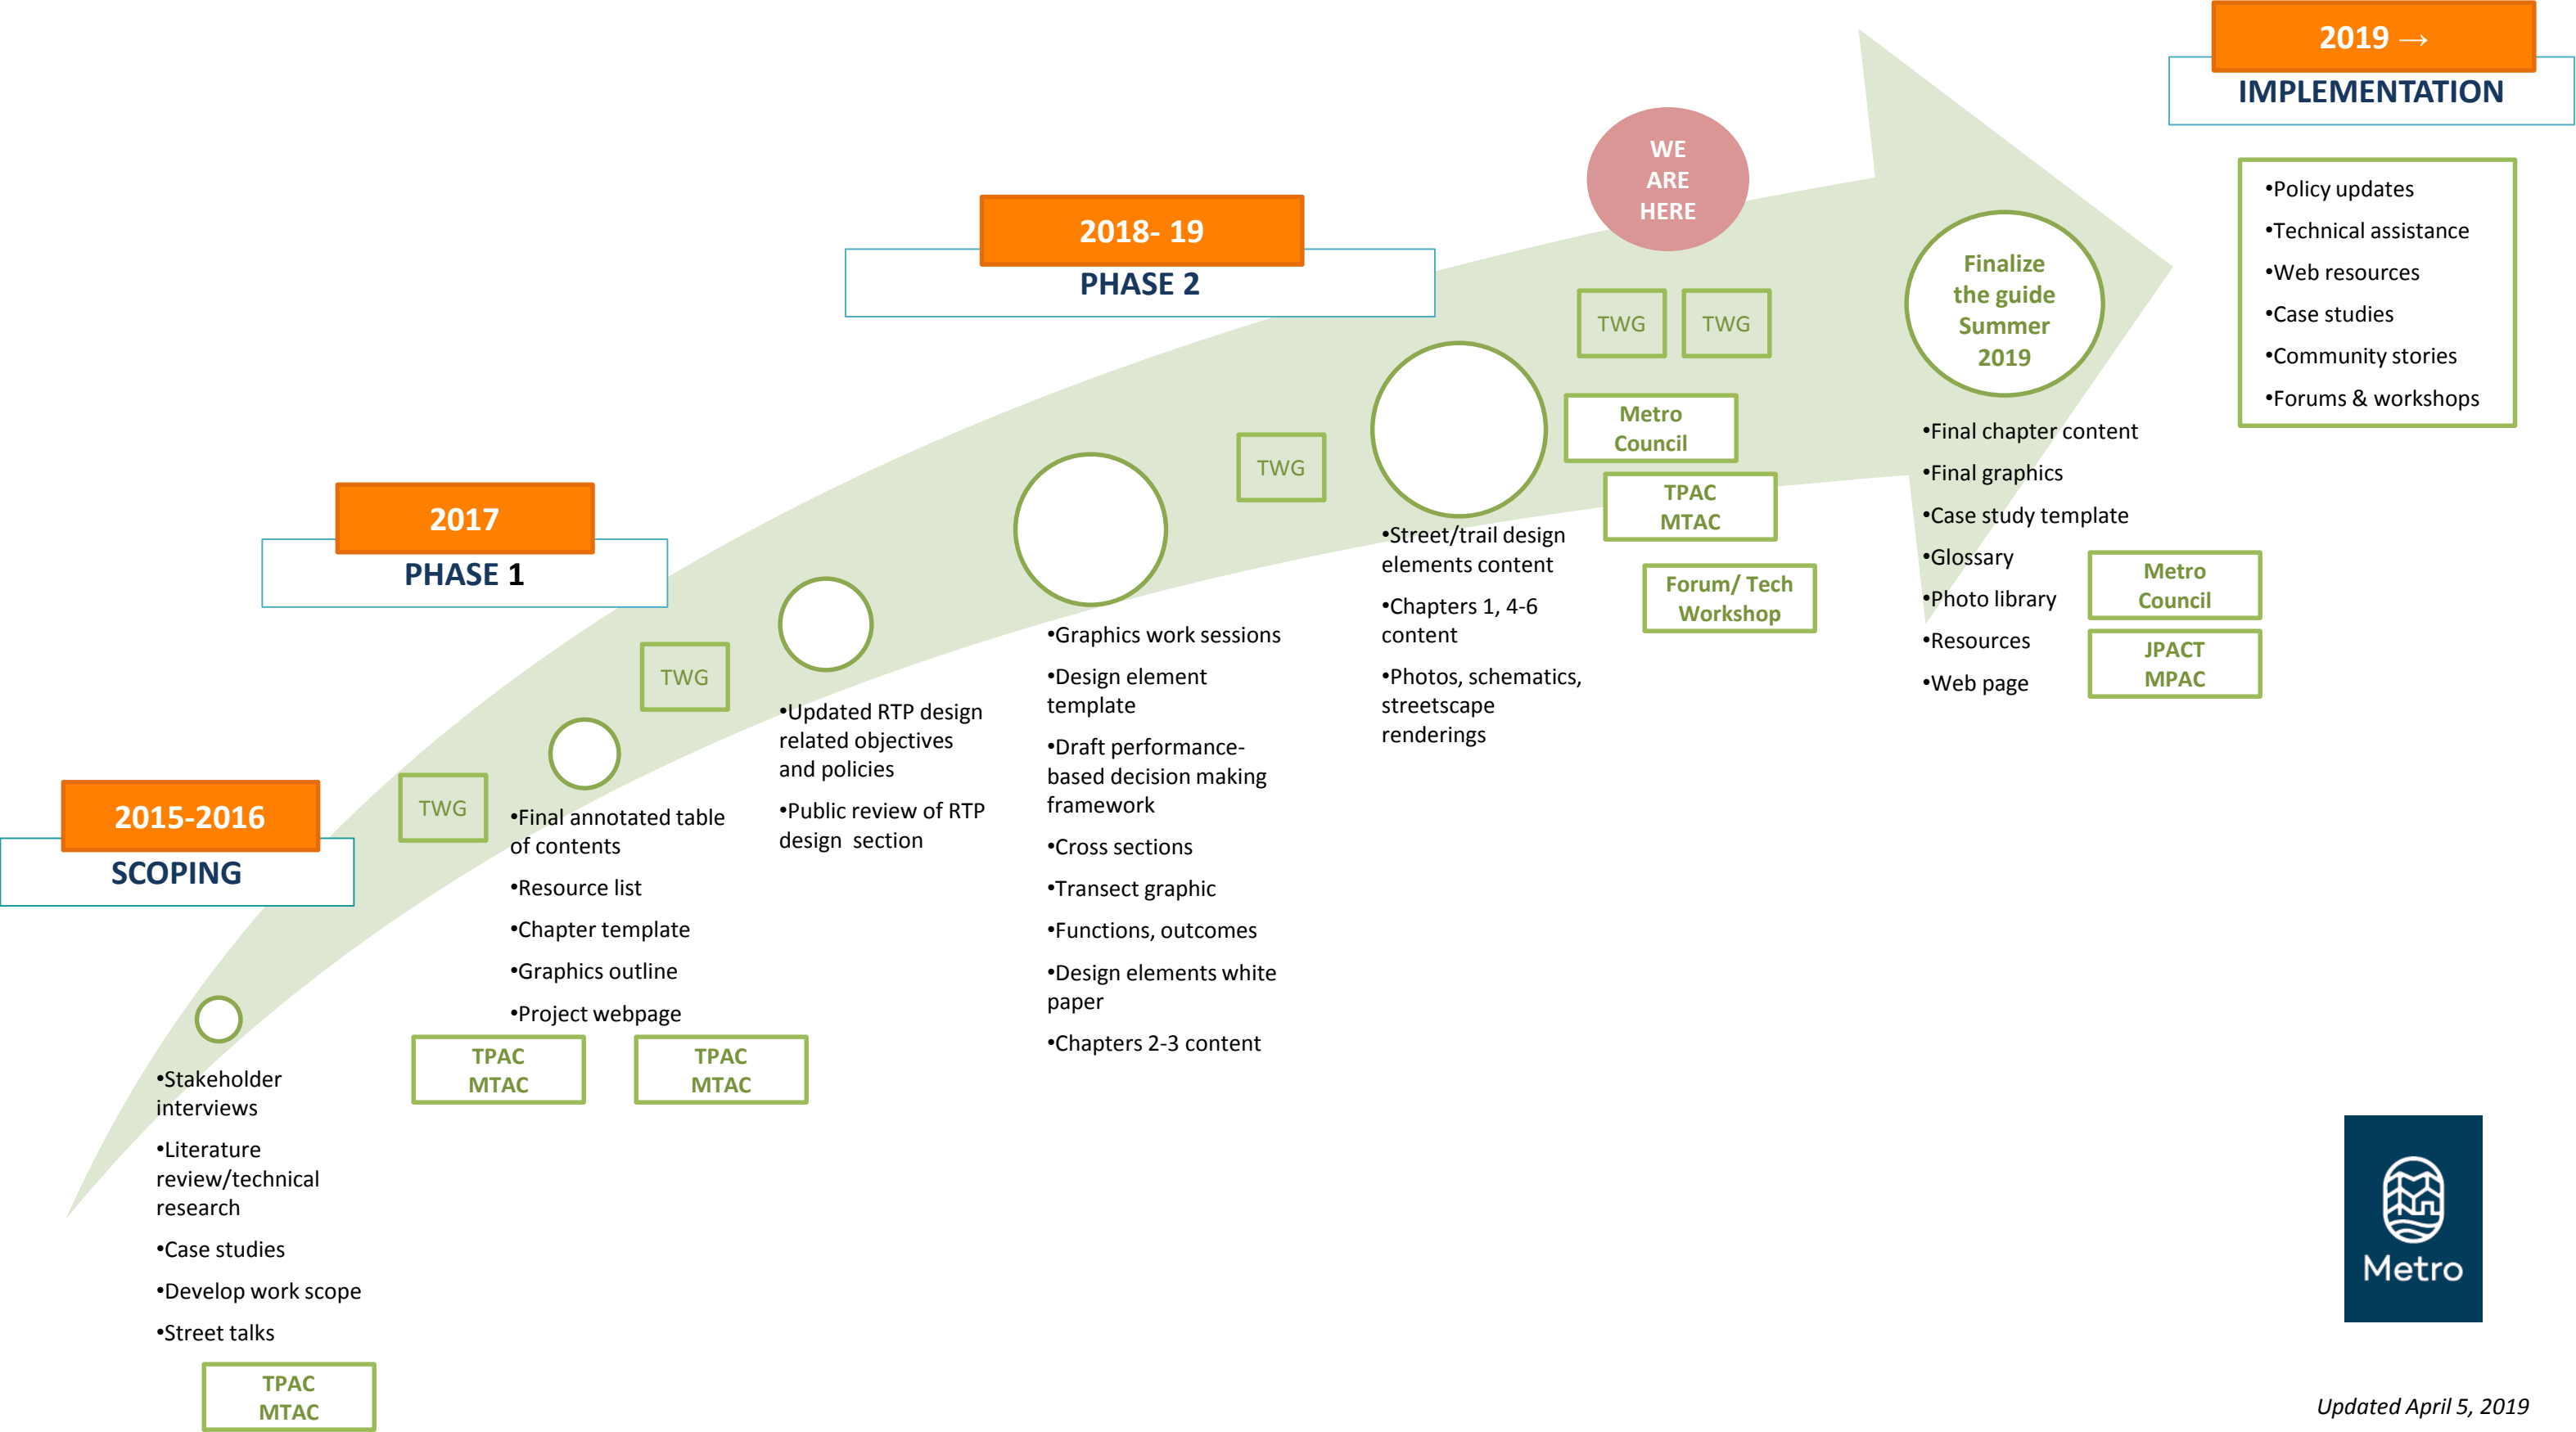 2015-2016
SCOPING
•Stakeholder
interviews
•Literature
review/technical
research
•Case studies
•Develop work scope
•Street talks
TPAC
MTAC
2017
PHASE 1
TWG
•Final annotated table
of contents
•Resource list
•Chapter template
•Graphics outline
•Project webpage
TPAC
MTAC
TPAC
MTAC
TWG
•Updated RTP design
related objectives
and policies
•Public review of RTP
design section
2018- 19
PHASE 2
•Graphics work sessions
•Design element
template
•Draft performance-
based decision making
framework
•Cross sections
•Transect graphic
•Functions, outcomes
•Design elements white
paper
•Chapters 2-3 content
TWG
•Street/trail design
elements content
•Chapters 1, 4-6
content
•Photos, schematics,
streetscape
renderings
WE
ARE
HERE
TWG
TWG
Metro
Council
TPAC
MTAC
Forum/ Tech
Workshop
Finalize
the guide
Summer
2019
•Final chapter content
•Final graphics
•Case study template
•Glossary
•Photo library
•Resources
•Web page
Metro
Council
JPACT
MPAC
2019 →
IMPLEMENTATION
•Policy updates
•Technical assistance
•Web resources
•Case studies
•Community stories
•Forums & workshops
Metro
Updated April 5, 2019